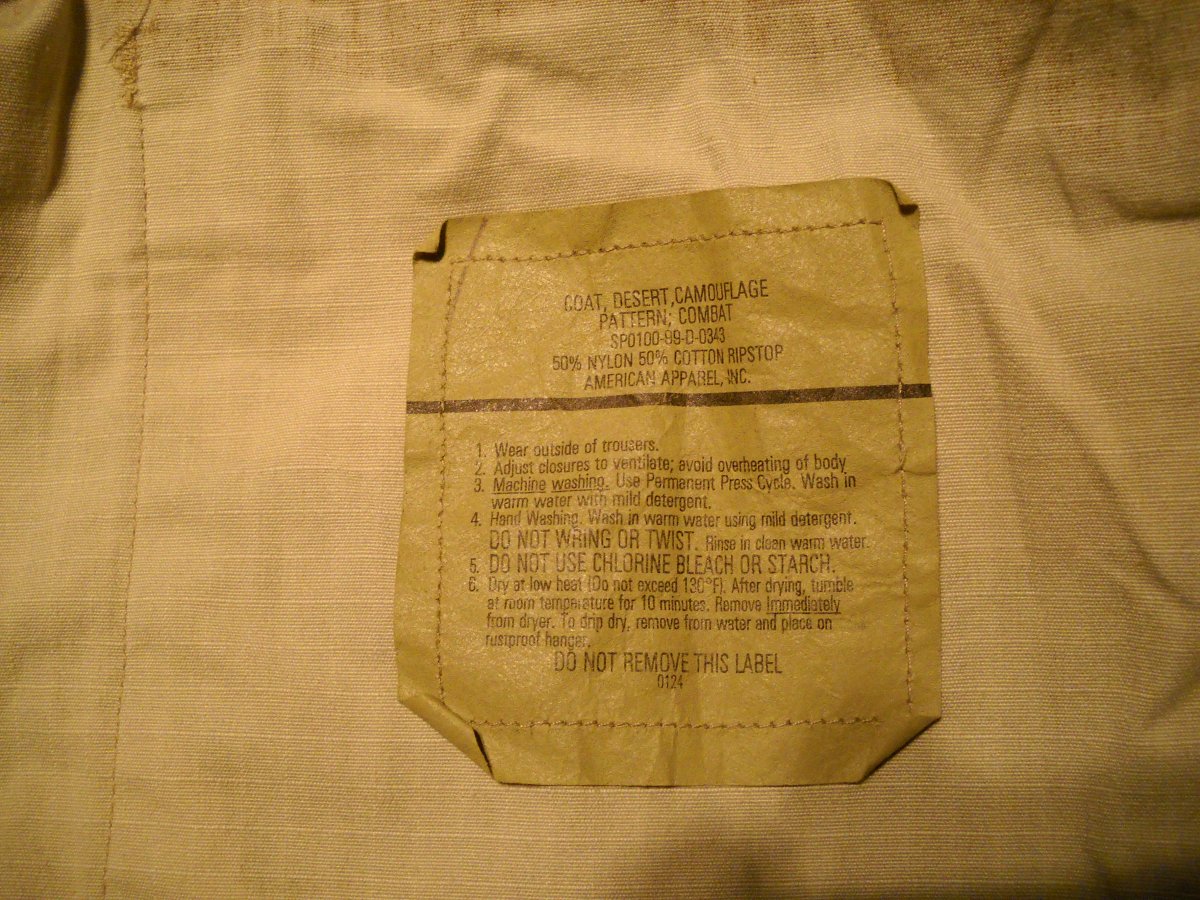 COAT, DESERT, CAMOUFLAGE
PATTERN; COMBAT
SP0100-99-D-0343
50% NYLON 50% COTTON RIPSTOP
AMERICAN APPAREL, INC.
1. Wear outside of trousers.
2. Adjust closures to ventilate; avoid overheating of body
3. Machine washing. Use Permanent Press Cycle. Wash in
warm water with mild detergent.
4. Hand Washing. Wash in warm water using mild detergent.
DO NOT WRING OR TWIST. Rinse in clean warm water.
5. DO NOT USE CHLORINE BLEACH OR STARCH.
6. Dry at low heat (Do not exceed 130°F). After drying, tumble
at room temperature for 10 minutes. Remove Immediately
from dryer. To drip dry, remove from water and place on
rustproof hanger.
DO NOT REMOVE THIS LABEL
0124